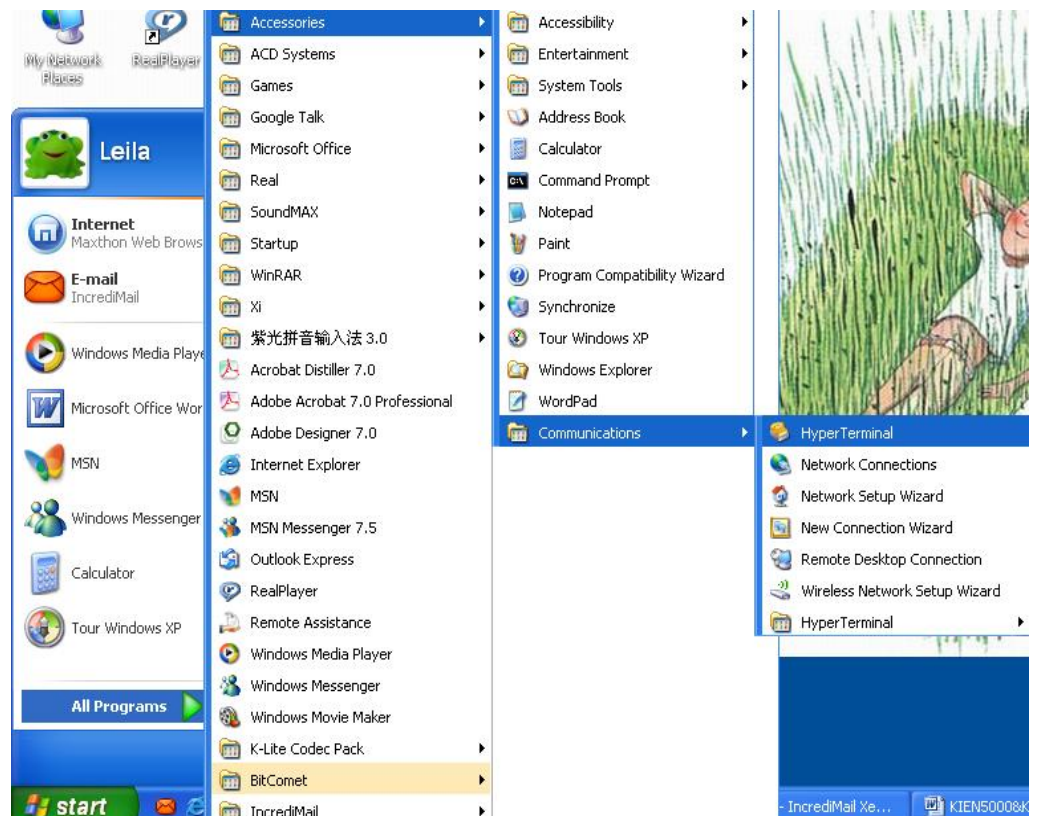 My Network
Places
RealPlayer
Leila
Internet
Maxthon Web Brows
E-mail
IncrediMail
Windows Media Playe
Microsoft Office Wor
MSN
Windows Messenger
Calculator
Tour Windows XP
All Programs
start
Accessories
ACD Systems
Games
Google Talk
Microsoft Office
Real
SoundMAX
Startup
WinRAR
Xi
紫光拼音输入法 3.0
Acrobat Distiller 7.0
Adobe Acrobat 7.0 Professional
Adobe Designer 7.0
Internet Explorer
MSN
MSN Messenger 7.5
Outlook Express
RealPlayer
Remote Assistance
Windows Media Player
Windows Messenger
Windows Movie Maker
K-Lite Codec Pack
BitComet
IncrediMail
Accessibility
Entertainment
System Tools
Address Book
Calculator
C:\
Command Prompt
Notepad
Paint
Program Compatibility Wizard
Synchronize
Tour Windows XP
Windows Explorer
WordPad
Communications
HyperTerminal
Network Connections
Network Setup Wizard
New Connection Wizard
Remote Desktop Connection
Wireless Network Setup Wizard
HyperTerminal
- IncrediMail Xe...
KIEN5000&K